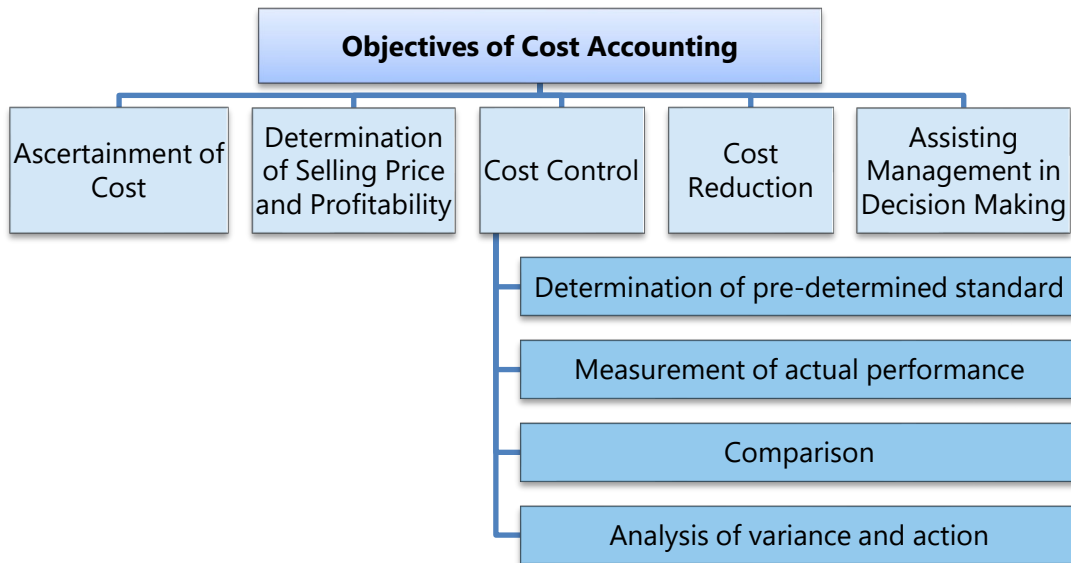 Objectives of Cost Accounting
Ascertainment of
Cost
Determination
of Selling Price
and Profitability
Cost Control
Cost
Reduction
Assisting
Management in
Decision Making
Determination of pre-determined standard
Measurement of actual performance
Comparison
Analysis of variance and action